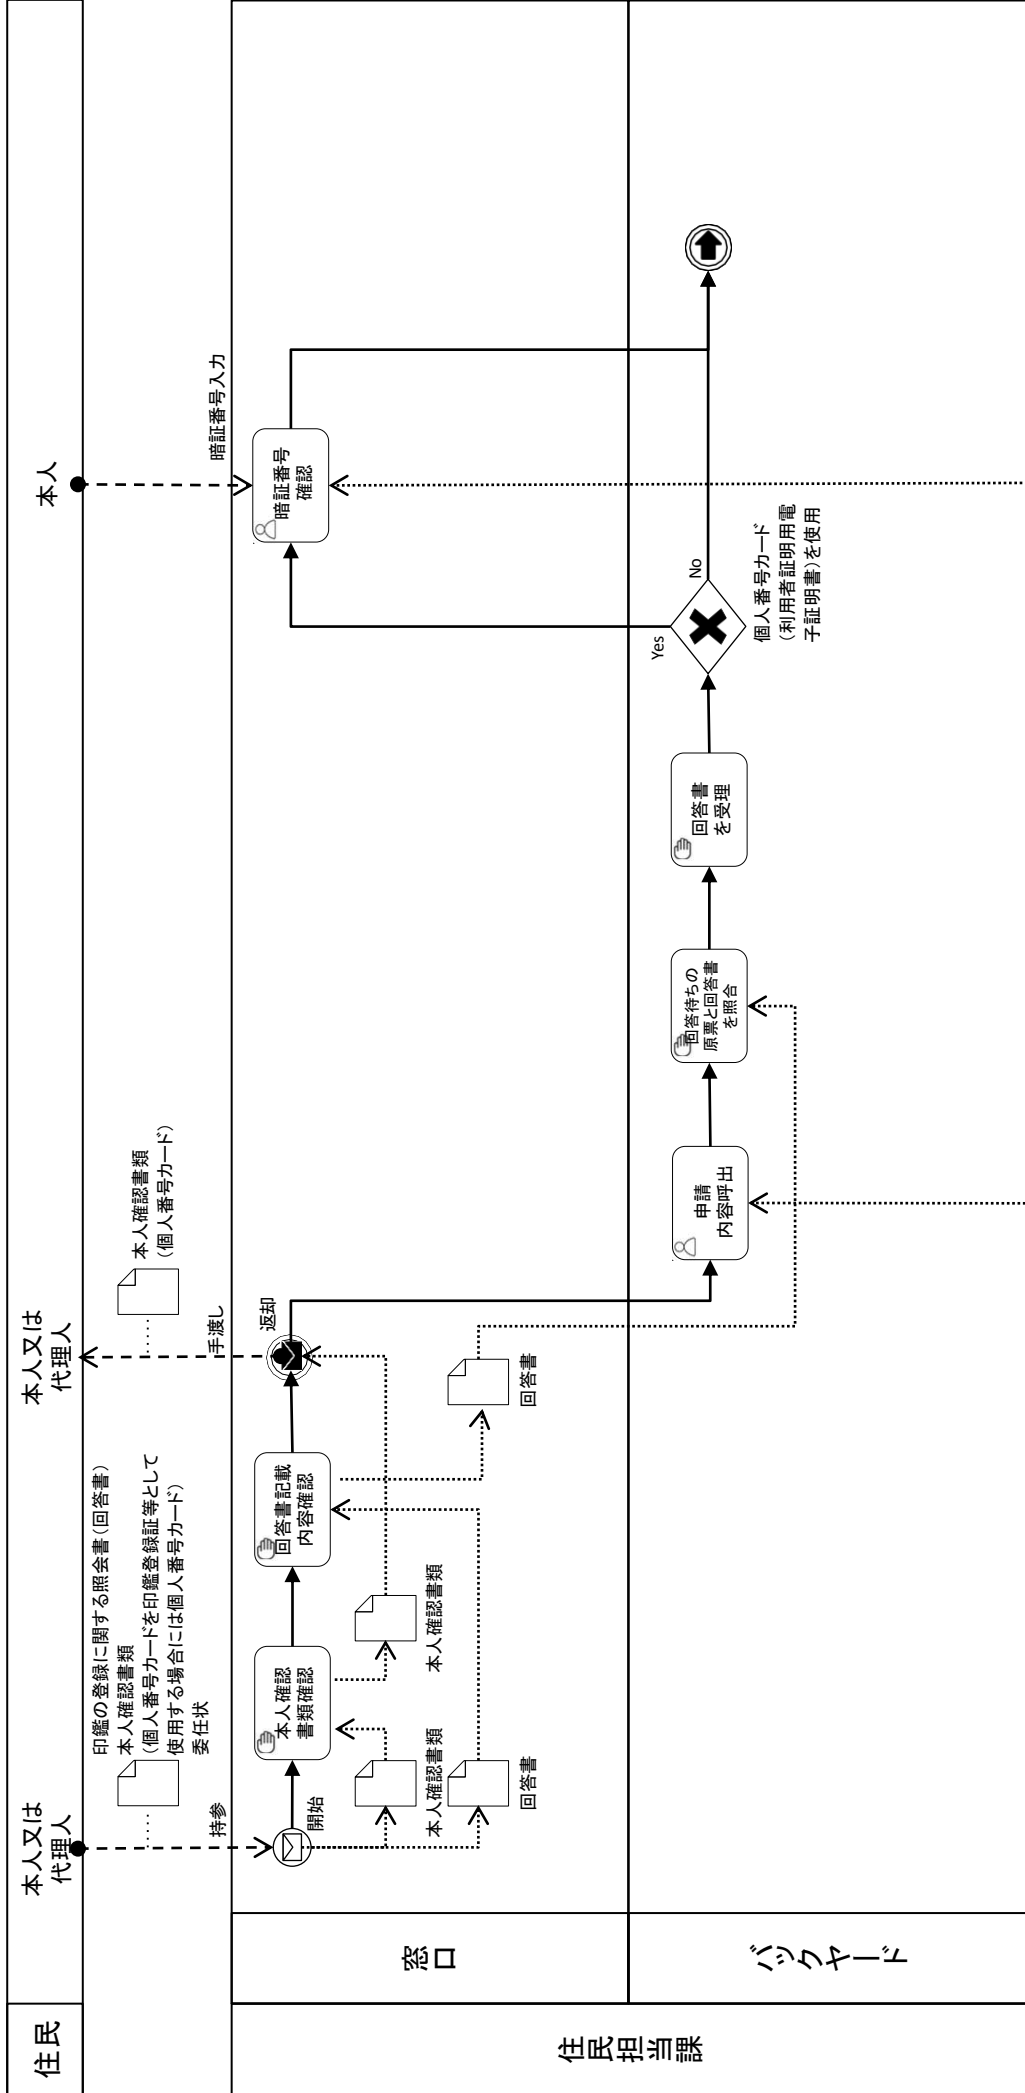 住民
本人又は
代理人
本人又は
代理人
本人
印鑑の登録に関する照会書（回答書）
本人確認書類
（個人番号カードを印鑑登録証等として
使用する場合には個人番号カード）
委任状
持参
本人確認書類
（個人番号カード）
手渡し
暗証番号入力
住民担当課
窓口
開始
本人確認
書類確認
回答書記載
内容確認
返却
暗証番号
確認
本人確認書類
本人確認書類
回答書
回答書
バックヤード
申請
内容呼出
回答待ちの
原票と回答書
を照合
回答書
を受理
Yes
No
個人番号カード
（利用者証明用電
子証明書）を使用